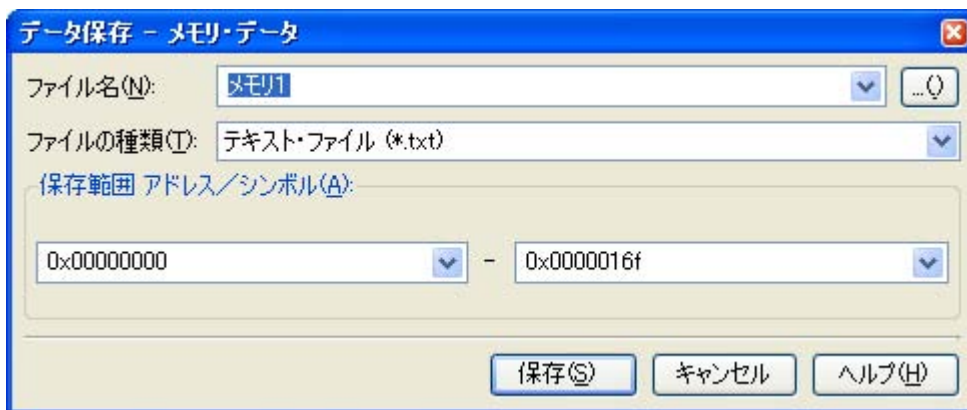 データ保存 - メモリ・データ
ファイル名(N): メモリ1 ...()
ファイルの種類(T): テキスト・ファイル (*.txt)
保存範囲 アドレス/シンボル(A):
0x00000000 - 0x0000016f
保存(S) キャンセル ヘルプ(H)